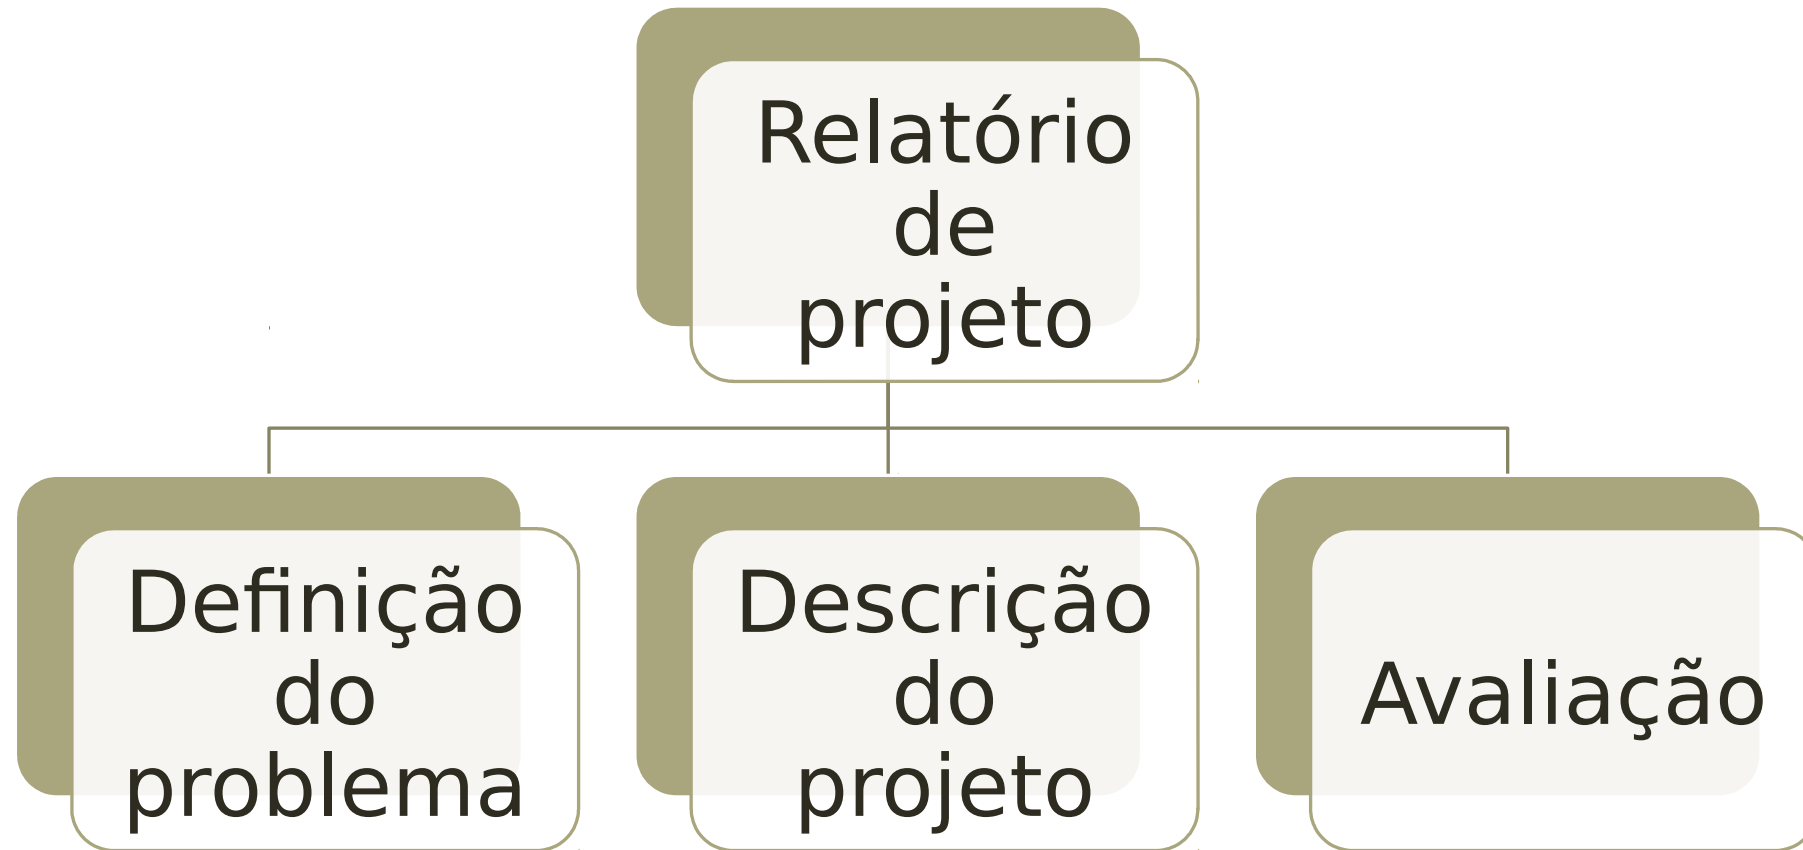 Relatório
de
projeto
Definição
do
problema
Descrição
do
projeto
Avaliação